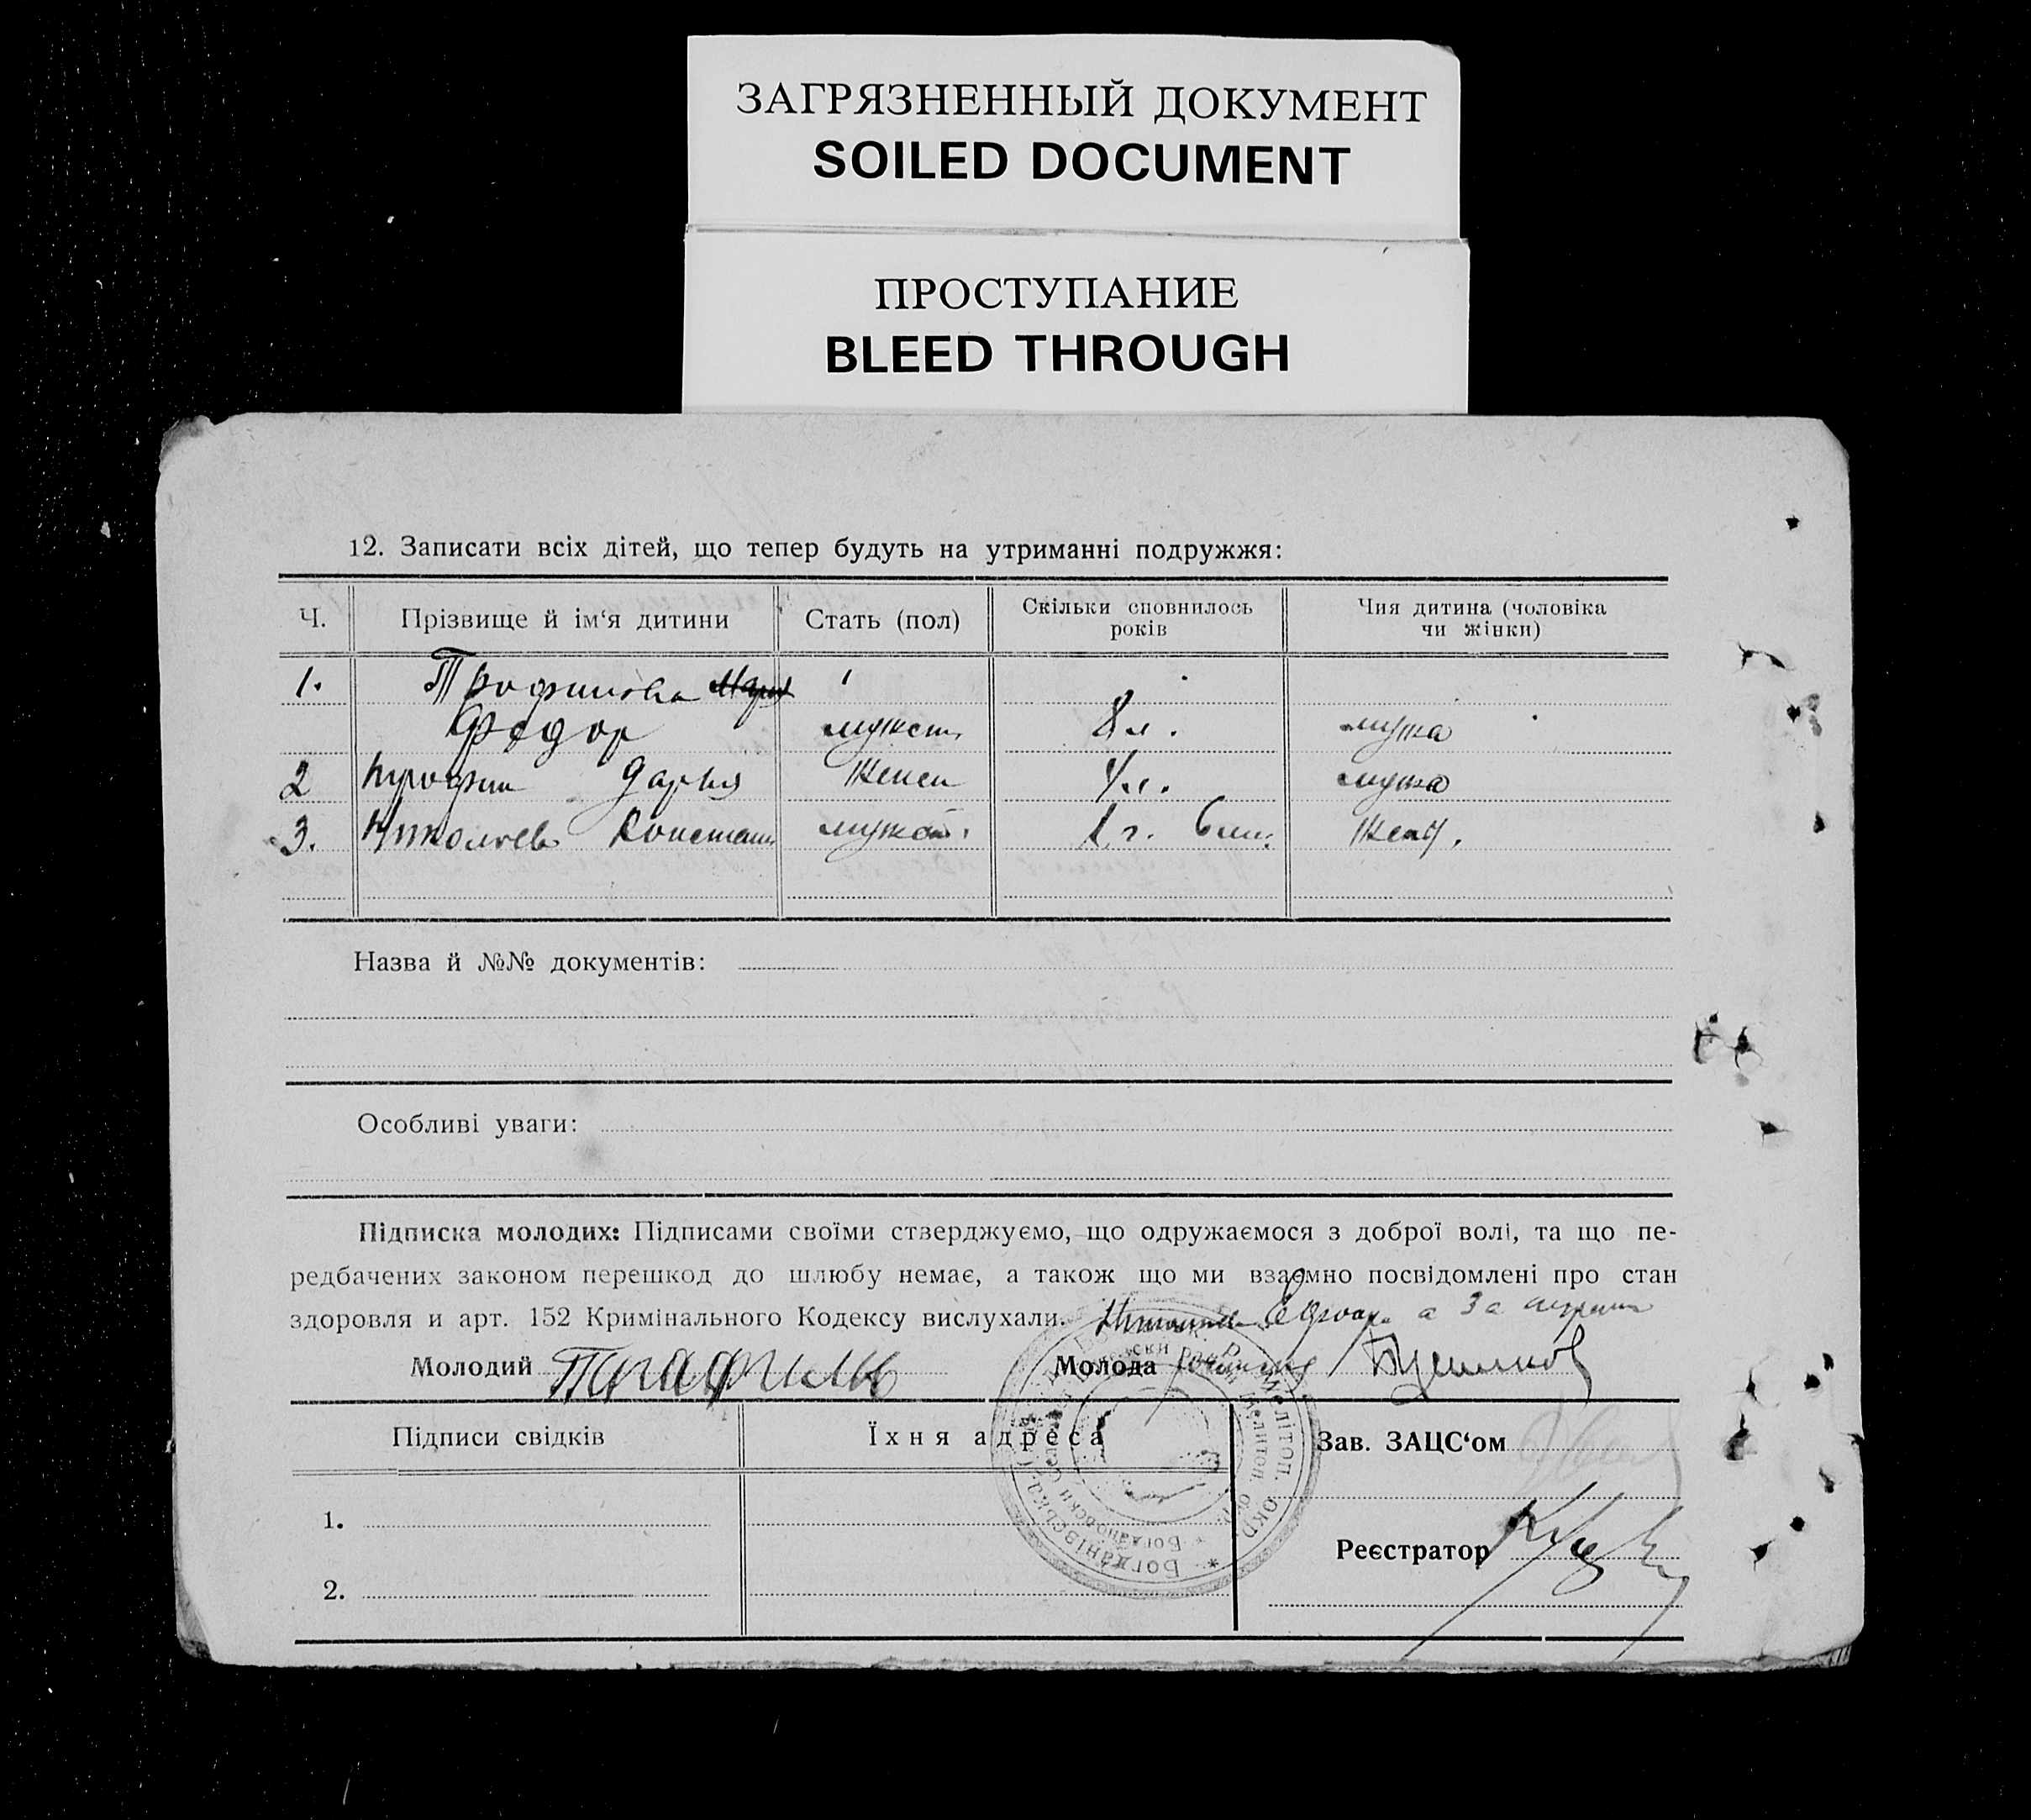 ЗАГРЯЗНЕННЫЙ ДОКУМЕНТ
SOILED DOCUMENT
ПРОСТУПАНИЕ
BLEED THROUGH
12. Записати всіх дітей, що тепер будуть на утриманні подружжя:
Ч. Прізвище й ім‘я дитини Стать (пол) Скільки сповнилось років Чия дитина (чоловіка чи жінки)
1. Трофимова
Федор мужск. 8 л. мужа
2 Трофим Дарья женск мужа
3. Николаев Констан мужск. 1 г. 6 м. жены.
Назва й №№ документів:
Особливі уваги:
Підписка молодих: Підписами своїми стверджуємо, що одружаємося з доброї волі, та що пе-
редбачених законом перешкод до шлюбу немає, а також що ми взаємно посвідомлені про стан
здоровля и арт. 152 Кримінального Кодексу вислухали. а за
Молодий Молода
Підписи свідків Їхня адреса Зав. ЗАЦС‘ом
1.
Реєстратор
2.